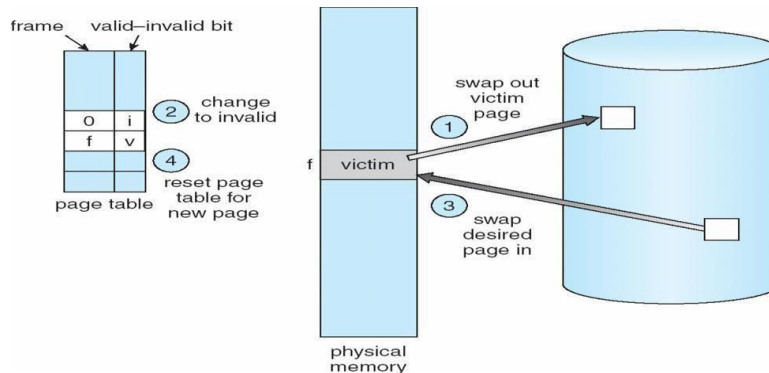 frame
valid–invalid bit
0 i
f v
2
change
to invalid
4
reset page
table for
new page
page table
f
victim
physical
memory
swap out
victim
page
1
3
swap
desired
page in